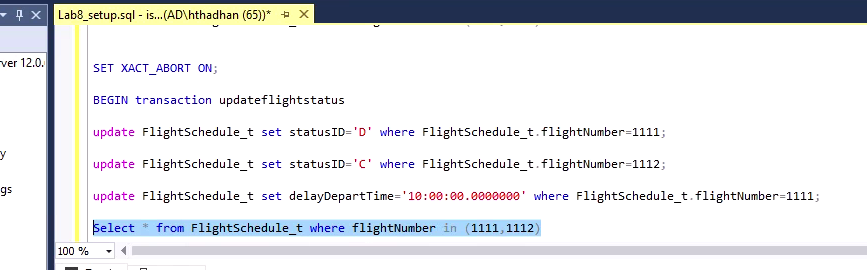 Lab8_setup.sql - is...(AD\hthadhan (65))*
rver 12.0.
SET XACT_ABORT ON;
BEGIN transaction updateflightstatus
update FlightSchedule_t set statusID='D' where FlightSchedule_t.flightNumber=1111;
y
update FlightSchedule_t set statusID='C' where FlightSchedule_t.flightNumber=1112;
gs
update FlightSchedule_t set delayDepartTime='10:00:00.0000000' where FlightSchedule_t.flightNumber=1111;
Select * from FlightSchedule_t where flightNumber in (1111,1112)
100 %